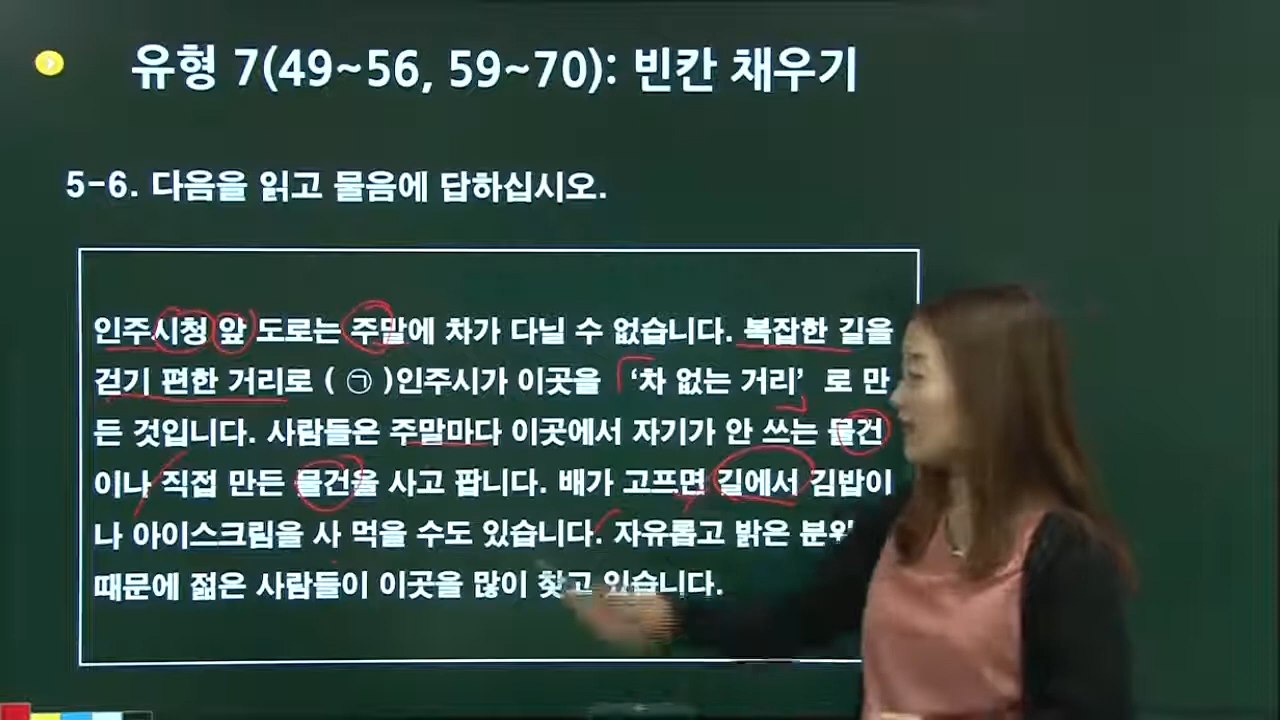 유형 7(49~56, 59~70): 빈칸 채우기
5-6. 다음을 읽고 물음에 답하십시오.
인주시청 앞 도로는 주말에 차가 다닐 수 없습니다. 복잡한 길을
걷기 편한 거리로 ( ㉠ )인주시가 이곳을 ‘차 없는 거리’ 로 만
든 것입니다. 사람들은 주말마다 이곳에서 자기가 안 쓰는 물건
이나 직접 만든 물건을 사고 팝니다. 배가 고프면 길에서 김밥이
나 아이스크림을 사 먹을 수도 있습니다. 자유롭고 밝은
때문에 젊은 사람들이 이곳을 많이 찾고 있습니다.